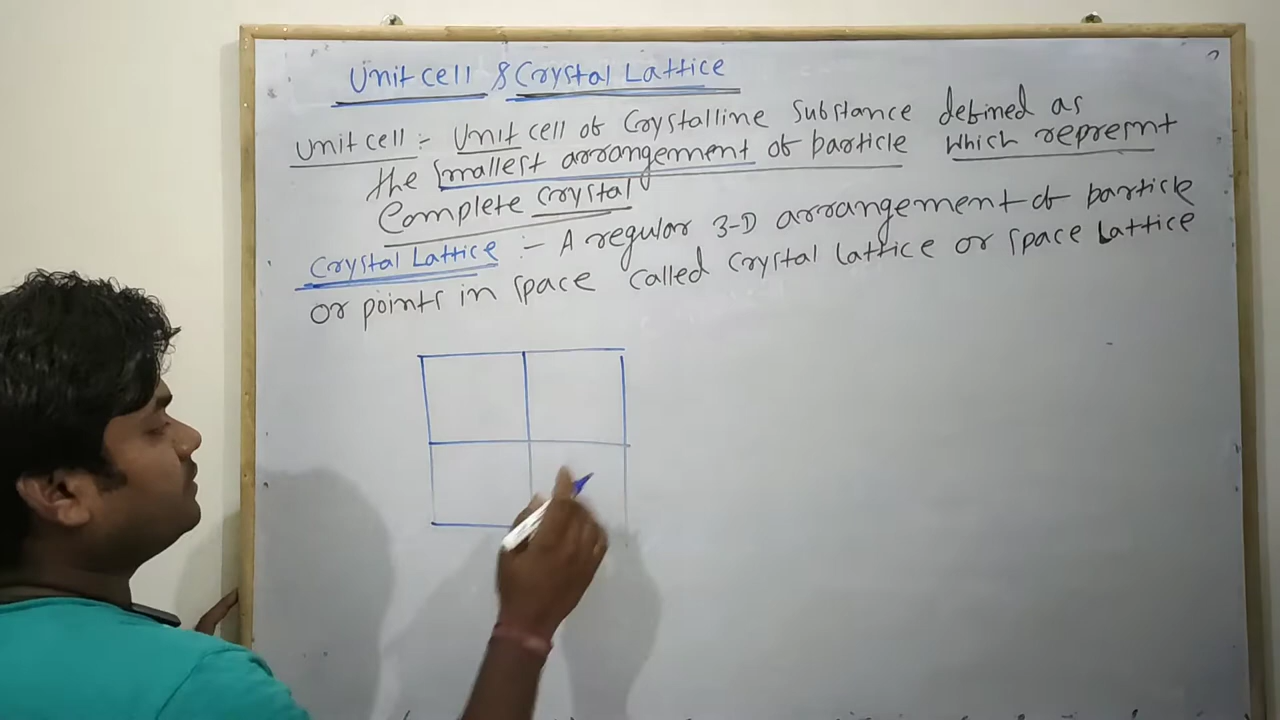 Unit cell & Crystal Lattice
Unit cell :- Unit cell of Crystalline Substance defined as
the Smallest arrangement of particle which represnt
Complete Crystal
Crystal Lattice :- A regular 3-D arrangement of particle
or points in space called Crystal lattice or space Lattice